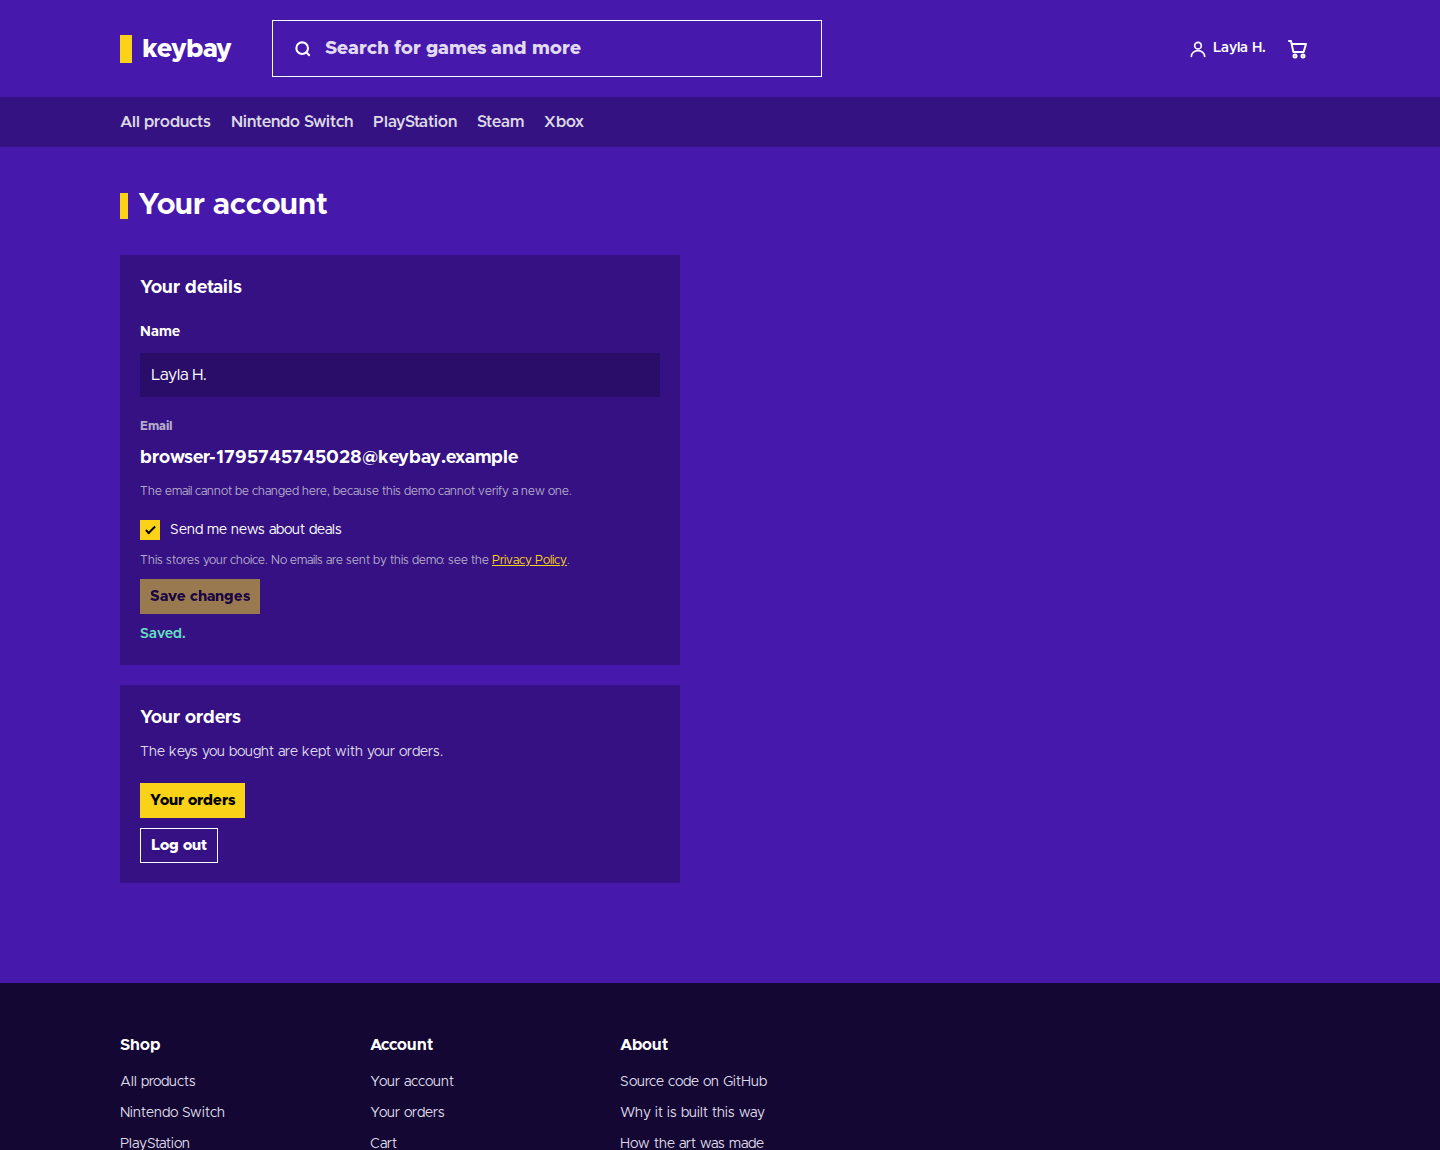 keybay
Search for games and more
Layla H.
All products
Nintendo Switch
PlayStation
Steam
Xbox
Your account
Your details
Name
Layla H.
Email
browser-1795745745028@keybay.example
The email cannot be changed here, because this demo cannot verify a new one.
Send me news about deals
This stores your choice. No emails are sent by this demo: see the Privacy Policy.
Save changes
Saved.
Your orders
The keys you bought are kept with your orders.
Your orders
Log out
Shop
All products
Nintendo Switch
PlayStation
Account
Your account
Your orders
Cart
About
Source code on GitHub
Why it is built this way
How the art was made